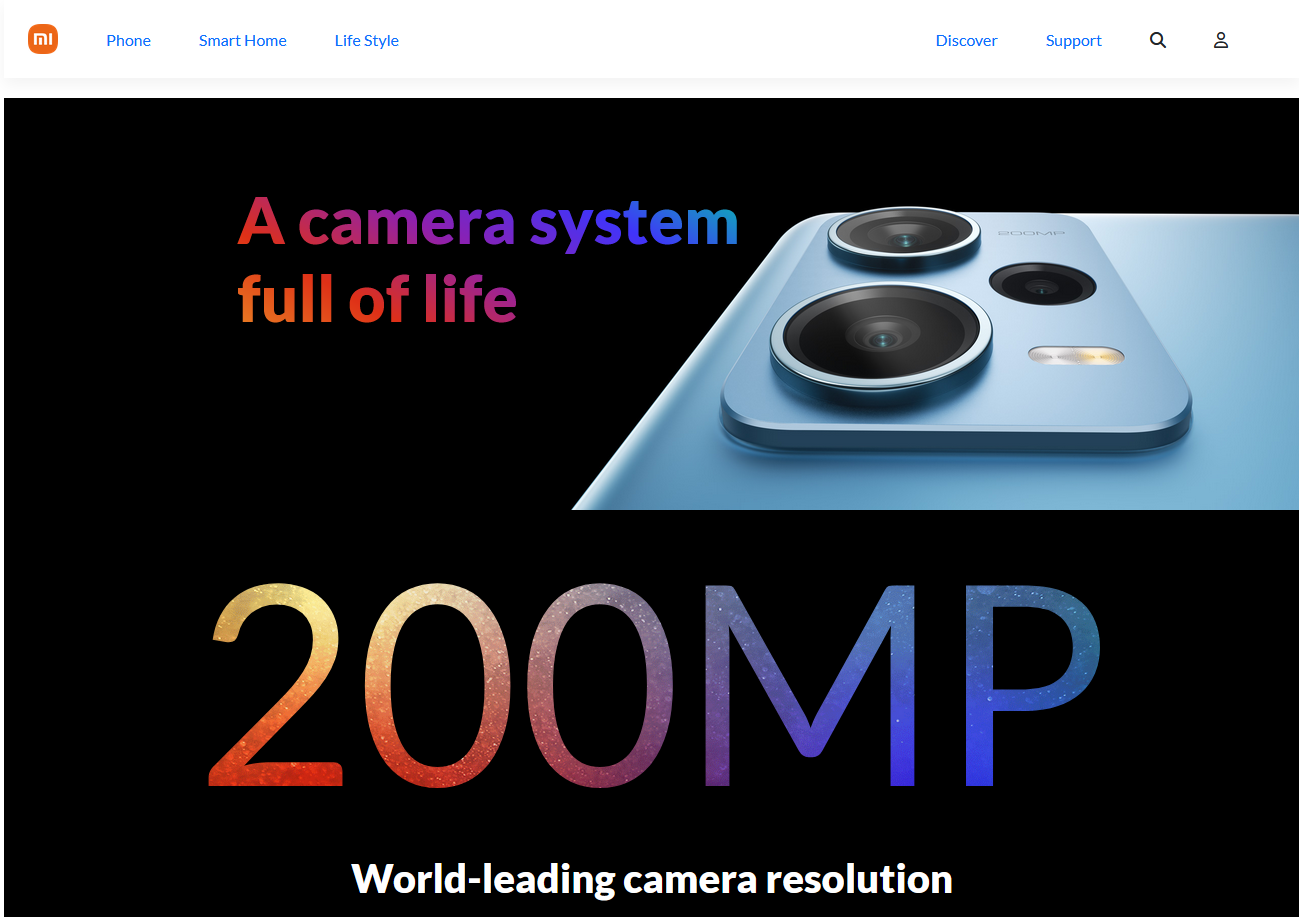 mi
Phone Smart Home Life Style Discover Support
A camera system
full of life
200MP
200MP
World-leading camera resolution